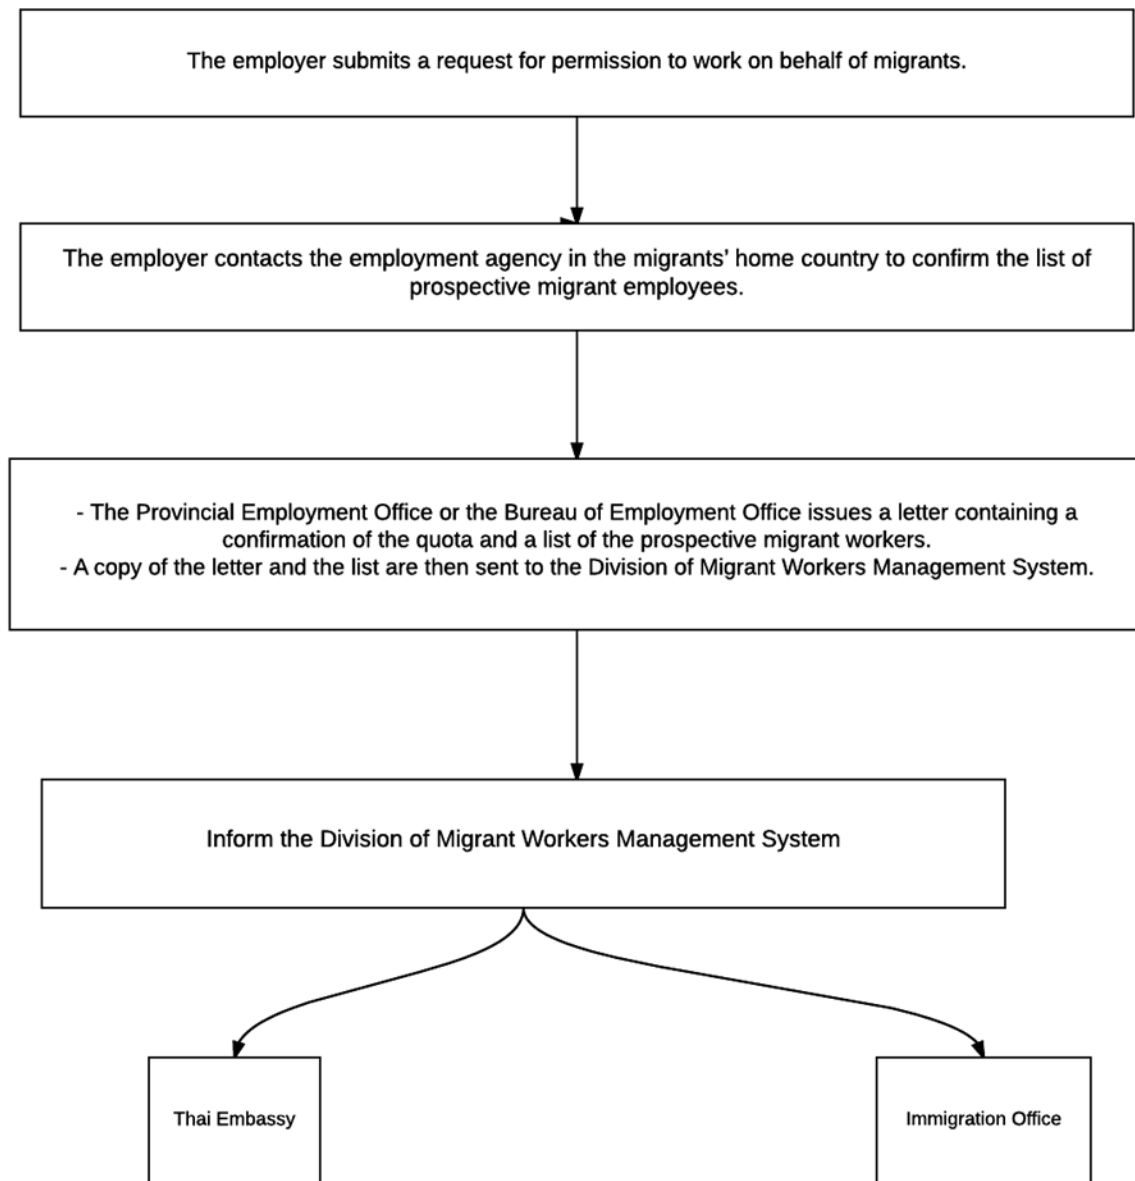 The employer submits a request for permission to work on behalf of migrants.
The employer contacts the employment agency in the migrants’ home country to confirm the list of
prospective migrant employees.
- The Provincial Employment Office or the Bureau of Employment Office issues a letter containing a
confirmation of the quota and a list of the prospective migrant workers.
- A copy of the letter and the list are then sent to the Division of Migrant Workers Management System.
Inform the Division of Migrant Workers Management System
Thai Embassy
Immigration Office